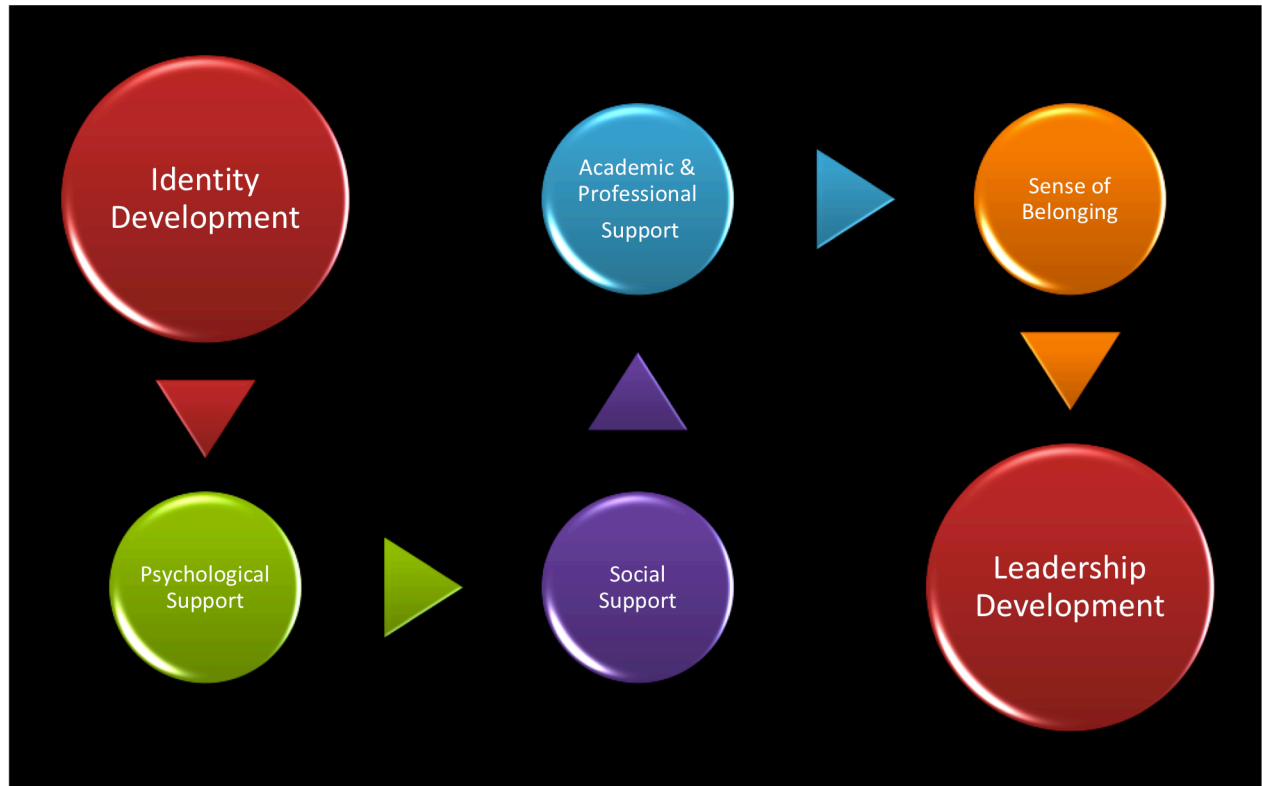 Identity
Development
Psychological
Support
Social
Support
Academic &
Professional
Support
Sense of
Belonging
Leadership
Development